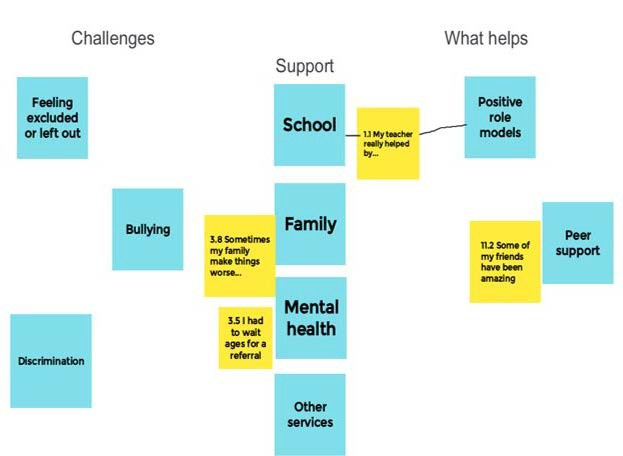 Challenges
What helps
Support
Feeling
excluded
or left out
School
1.1 My teacher
really helped
by...
Positive
role
models
Bullying
3.8 Sometimes
my family
make things
worse...
Family
11.2 Some of
my friends
have been
amazing
Peer
support
Discrimination
3.5 I had
to wait
ages for a
referral
Mental
health
Other
services